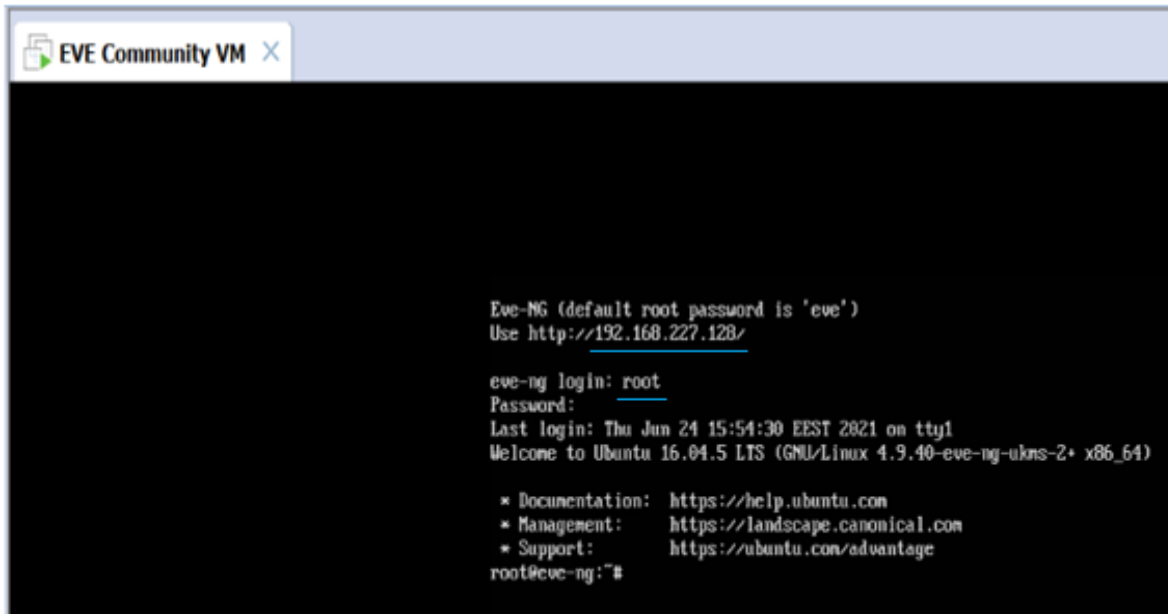 EVE Community VM
Eve-NG (default root password is 'eve')
Use http://192.168.227.128/
eve-ng login: root
Password:
Last login: Thu Jun 24 15:54:30 EEST 2021 on tty1
Welcome to Ubuntu 16.04.5 LTS (GNU/Linux 4.9.40-eve-ng-ukms-2+ x86_64)
* Documentation: https://help.ubuntu.com
* Management: https://landscape.canonical.com
* Support: https://ubuntu.com/advantage
root@eve-ng:~#